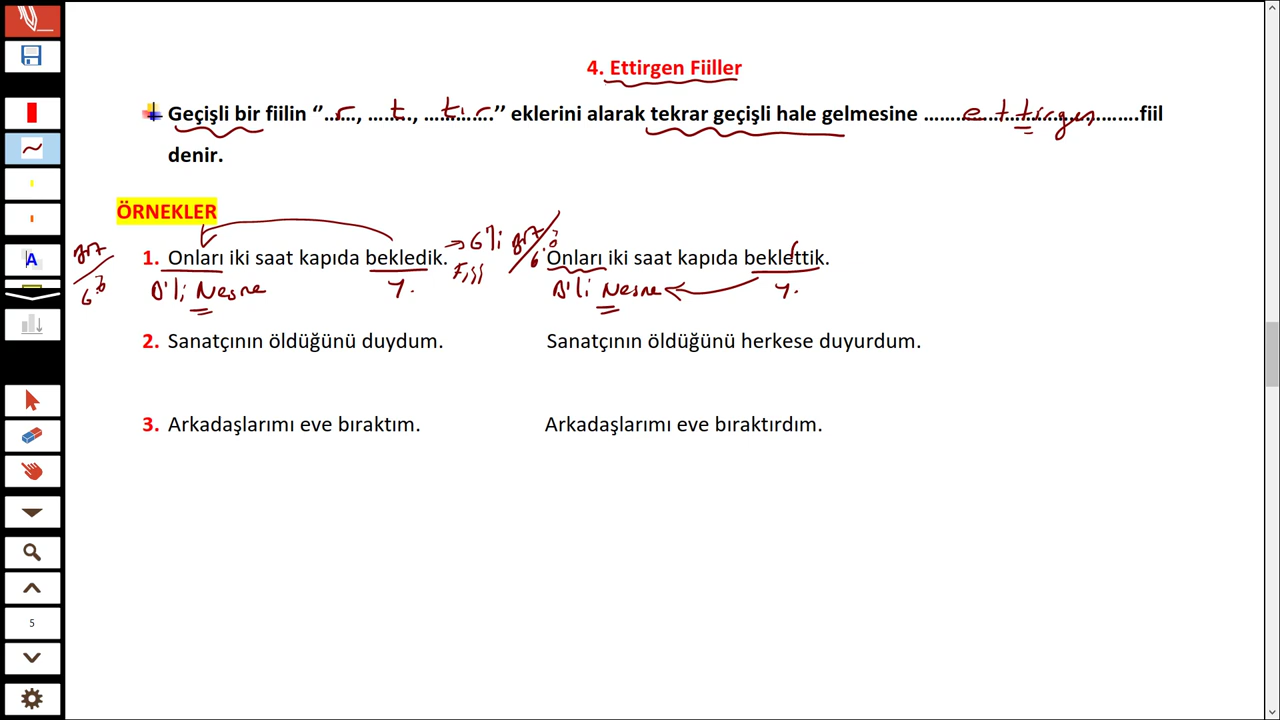 4. Ettirgen Fiiller
Geçişli bir fiilin ‘’...r..., ...t..., ...tır...’’ eklerini alarak tekrar geçişli hale gelmesine ...ettirgen...fiil
denir.
ÖRNEKLER
1. Onları iki saat kapıda bekledik. Onları iki saat kapıda beklettik.
B'li Nesne Y. B'li Nesne Y.
2. Sanatçının öldüğünü duydum. Sanatçının öldüğünü herkese duyurdum.
3. Arkadaşlarımı eve bıraktım. Arkadaşlarımı eve bıraktırdım.
A
5